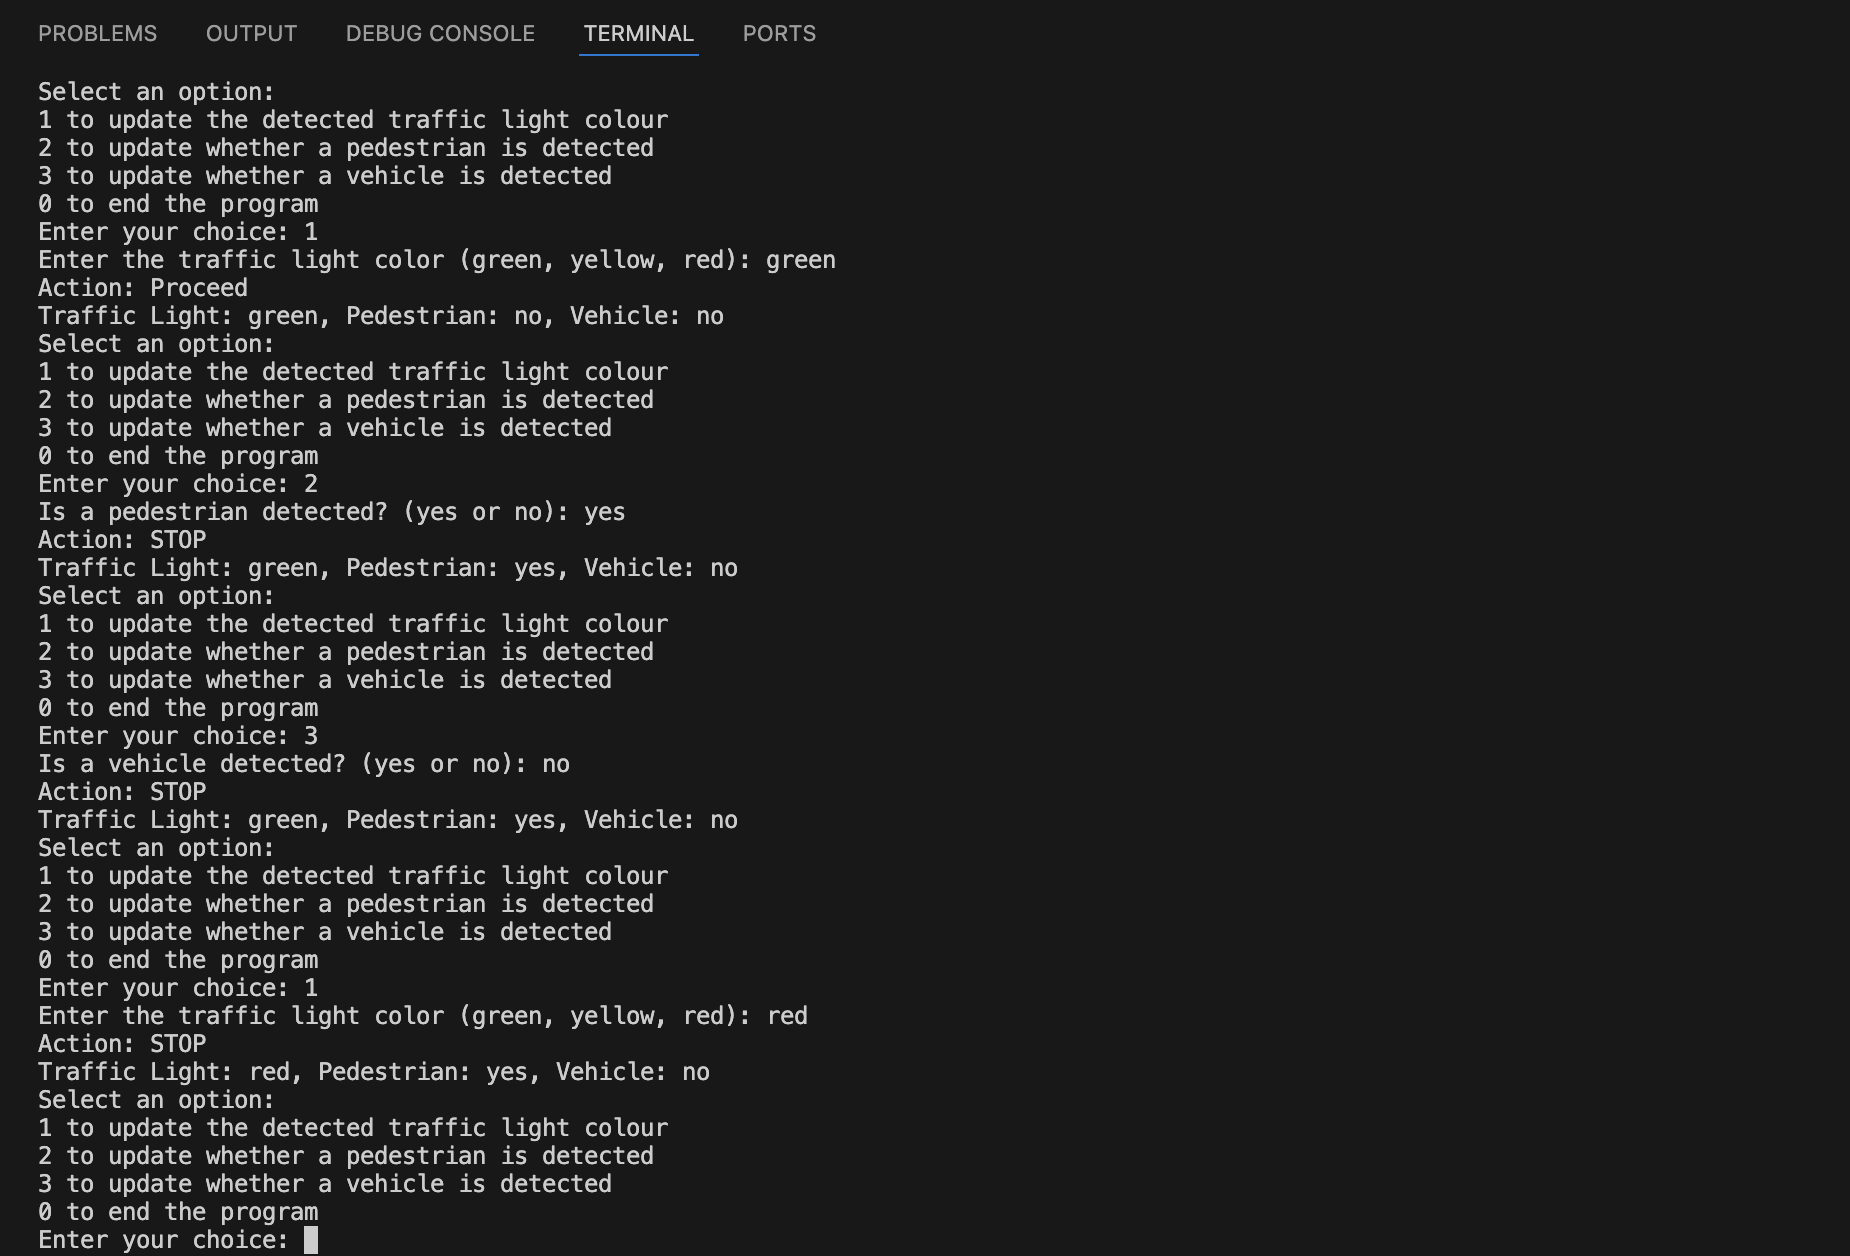 PROBLEMS OUTPUT DEBUG CONSOLE TERMINAL PORTS
Select an option:
1 to update the detected traffic light colour
2 to update whether a pedestrian is detected
3 to update whether a vehicle is detected
0 to end the program
Enter your choice: 1
Enter the traffic light color (green, yellow, red): green
Action: Proceed
Traffic Light: green, Pedestrian: no, Vehicle: no
Select an option:
1 to update the detected traffic light colour
2 to update whether a pedestrian is detected
3 to update whether a vehicle is detected
0 to end the program
Enter your choice: 2
Is a pedestrian detected? (yes or no): yes
Action: STOP
Traffic Light: green, Pedestrian: yes, Vehicle: no
Select an option:
1 to update the detected traffic light colour
2 to update whether a pedestrian is detected
3 to update whether a vehicle is detected
0 to end the program
Enter your choice: 3
Is a vehicle detected? (yes or no): no
Action: STOP
Traffic Light: green, Pedestrian: yes, Vehicle: no
Select an option:
1 to update the detected traffic light colour
2 to update whether a pedestrian is detected
3 to update whether a vehicle is detected
0 to end the program
Enter your choice: 1
Enter the traffic light color (green, yellow, red): red
Action: STOP
Traffic Light: red, Pedestrian: yes, Vehicle: no
Select an option:
1 to update the detected traffic light colour
2 to update whether a pedestrian is detected
3 to update whether a vehicle is detected
0 to end the program
Enter your choice: